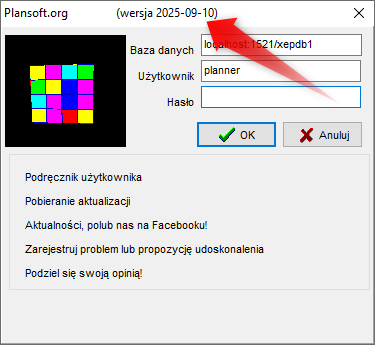 Plansoft.org (wersja 2025-09-10)
Baza danych localhost:1521/xepdb1
Użytkownik planner
Hasło
OK Anuluj
Podręcznik użytkownika
Pobieranie aktualizacji
Aktualności, polub nas na Facebooku!
Zarejestruj problem lub propozycję udoskonalenia
Podziel się swoją opinią!